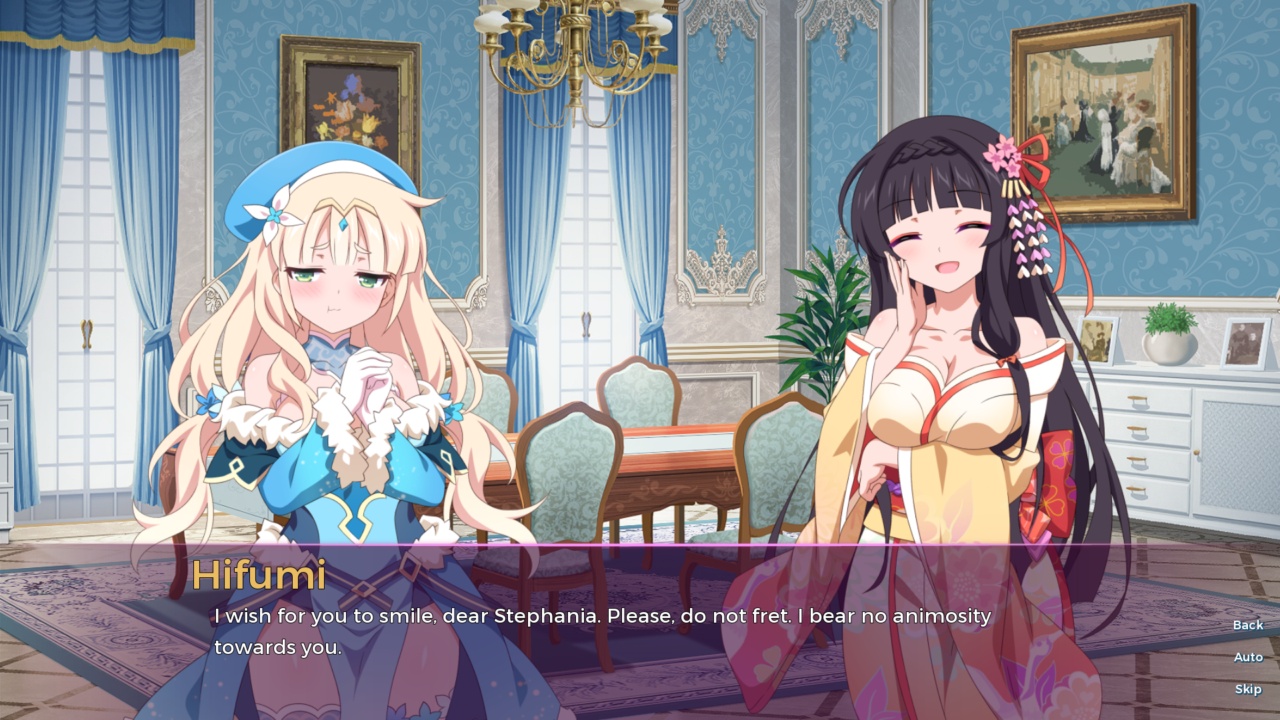 Hifumi
I wish for you to smile, dear Stephania. Please, do not fret. I bear no animosity
towards you.
Back
Auto
Skip